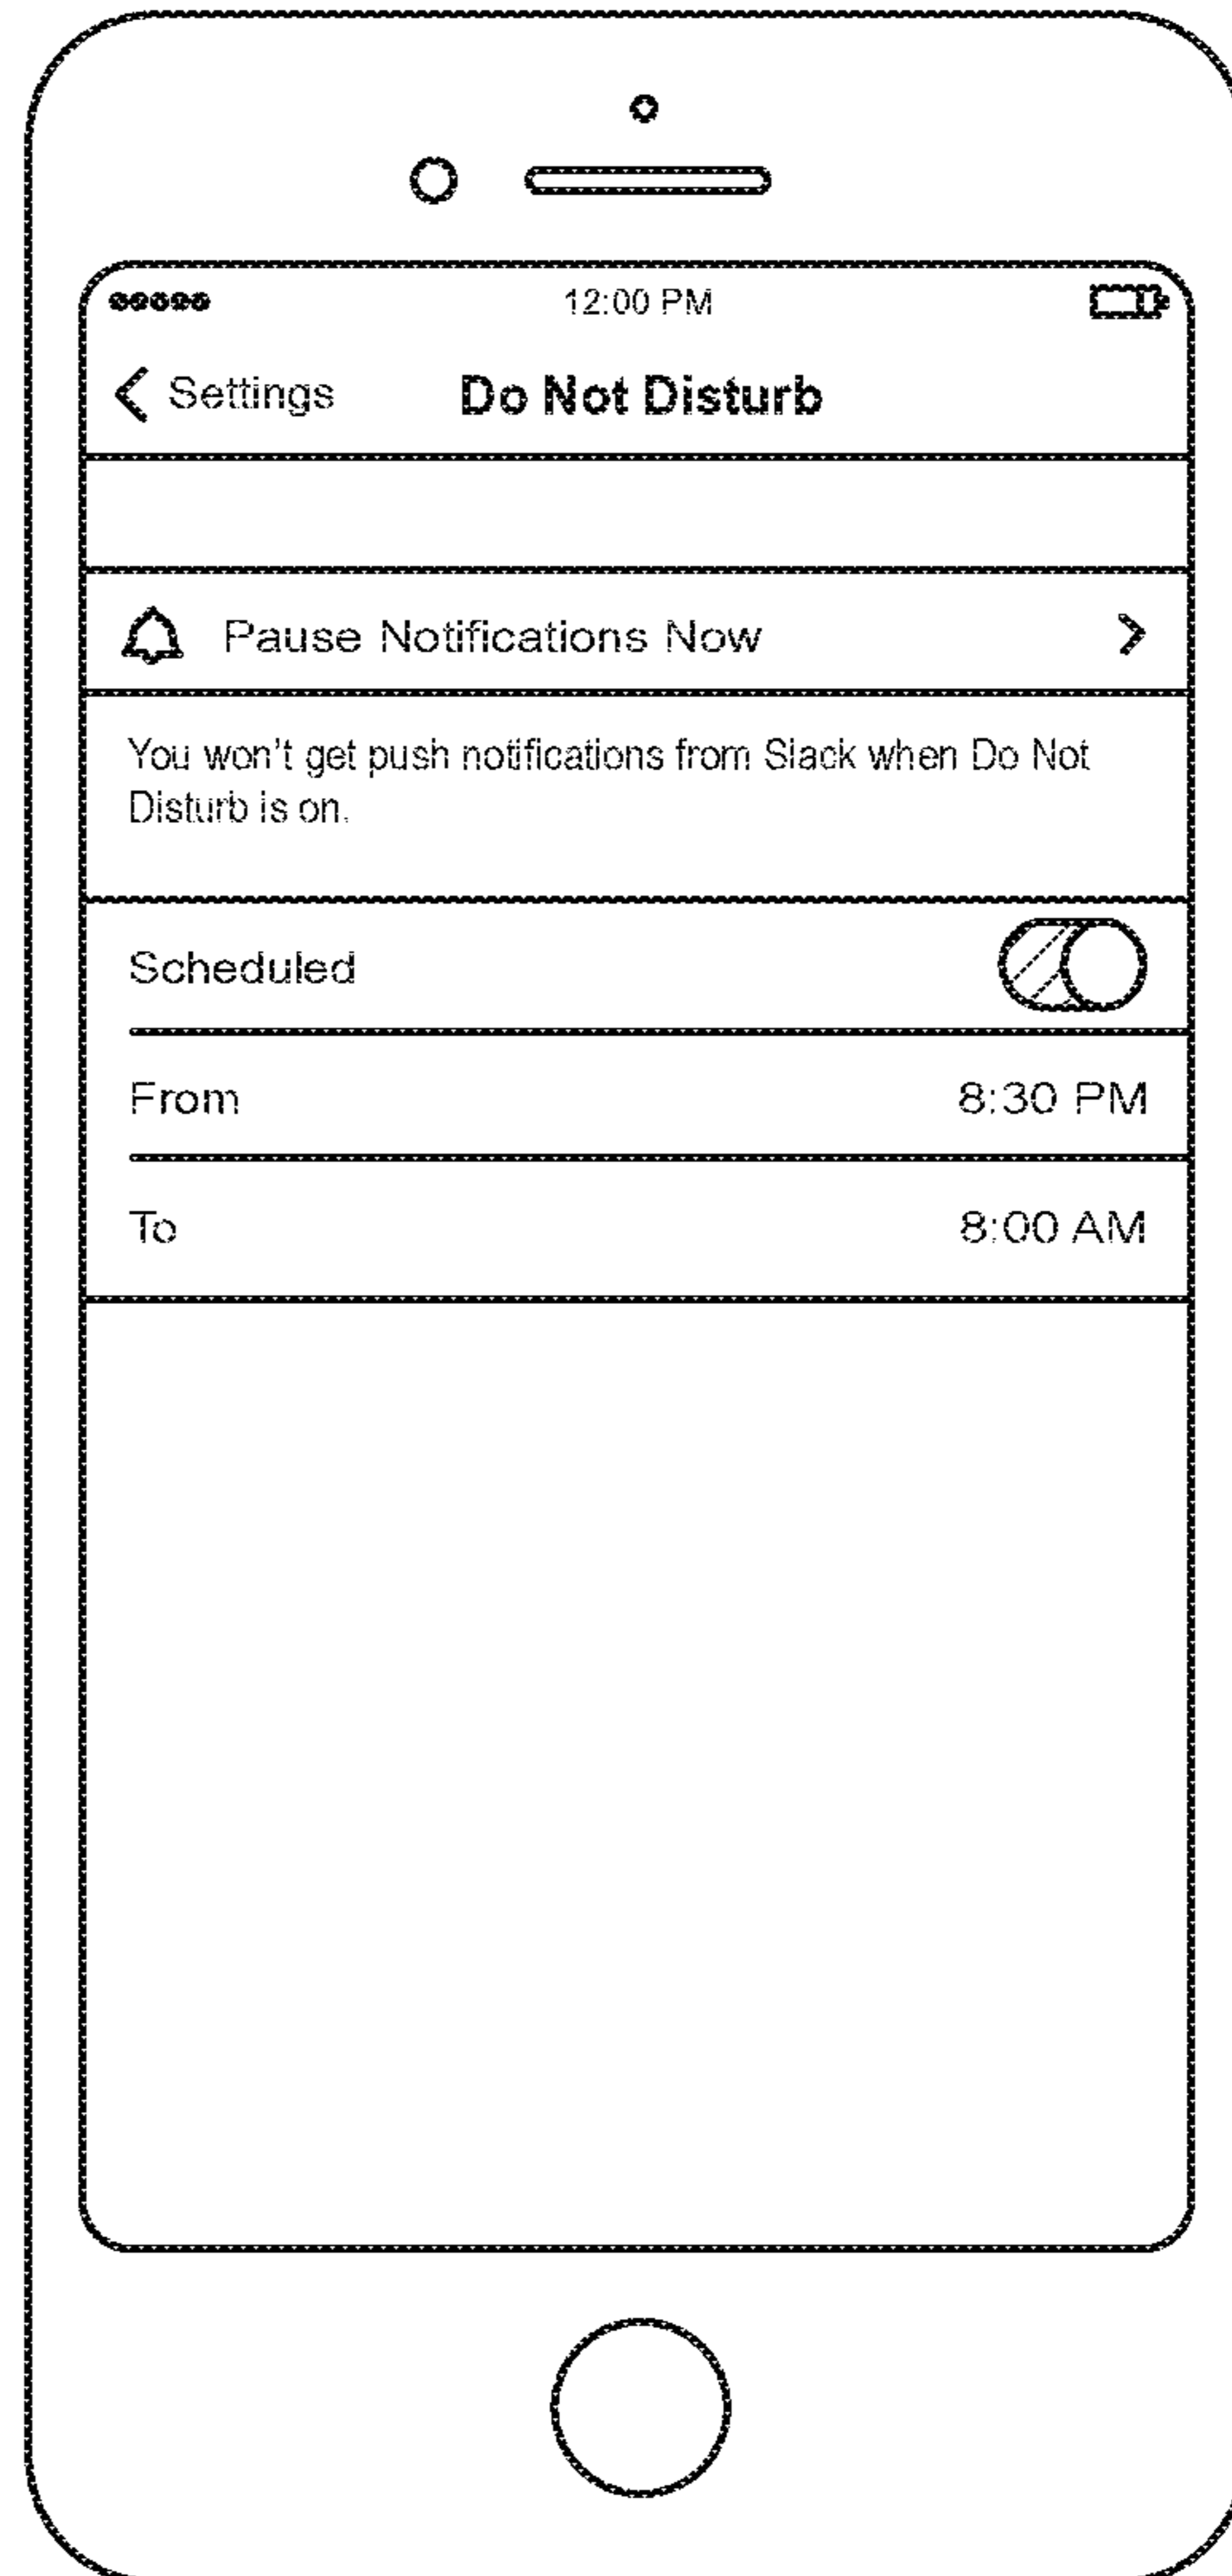 12:00 PM
Settings Do Not Disturb
Pause Notifications Now
You won't get push notifications from Slack when Do Not
Disturb is on.
Scheduled
From 8:30 PM
To 8:00 AM